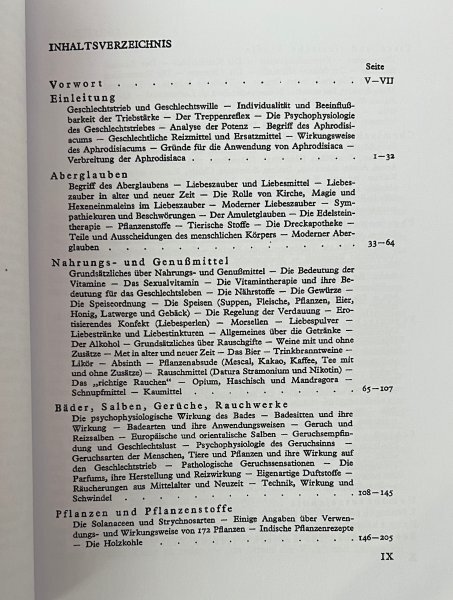 INHALTSVERZEICHNIS
Seite
Vorwort . . . . . . . . . . . . . V—VII
Einleitung
Geschlechtstrieb und Geschlechtswille — Individualität und Beeinfluß-
barkeit der Triebstärke — Der Treppenreflex — Die Psychophysiologie
des Geschlechtstriebes — Analyse der Potenz — Begriff des Aphrodisi-
acums — Geschlechtliche Reizmittel und Ersatzmittel — Wirkungsweise
des Aphrodisiacums — Gründe für die Anwendung von Aphrodisiaca —
Verbreitung der Aphrodisiaca . . . . . . . . . 1—32
Aberglauben
Begriff des Aberglaubens — Liebeszauber und Liebesmittel — Liebes-
zauber in alter und neuer Zeit — Die Rolle von Kirche, Magie und
Hexeneinmaleins im Liebeszauber — Moderner Liebeszauber — Sym-
pathiekuren und Beschwörungen — Der Amuletglauben — Die Edelstein-
therapie — Pflanzenstoffe — Tierische Stoffe — Die Dreckapotheke —
Teile und Ausscheidungen des menschlichen Körpers — Moderner Aber-
glauben . . . . . . . . . . . . . 33—64
Nahrungs- und Genußmittel
Grundsätzliches über Nahrungs- und Genußmittel — Die Bedeutung der
Vitamine — Das Sexualvitamin — Die Vitamintherapie und ihre Be-
deutung für das Geschlechtsleben — Die Nährstoffe — Die Gewürze —
Die Speiseordnung — Die Speisen (Suppen, Fleische, Pflanzen, Eier,
Honig, Latwerge und Gebäck) — Die Regelung der Verdauung — Ero-
tisierendes Konfekt (Liebesperlen) — Morsellen — Liebespulver —
Liebestränke und Liebestinkturen — Allgemeines über die Getränke —
Der Alkohol — Grundsätzliches über Rauschgifte — Weine mit und ohne
Zusätze — Met in alter und neuer Zeit — Das Bier — Trinkbranntweine —
Likör — Absinth — Pflanzenabsude (Mescal, Kakao, Kaffee, Tee mit
und ohne Zusätze) — Rauschmittel (Datura Stramonium und Nikotin) —
Das „richtige Rauchen“ — Opium, Haschisch und Mandragora —
Schnupfmittel — Kaumittel . . . . . . . . . 65—107
Bäder, Salben, Gerüche, Rauchwerke
Die psychophysiologische Wirkung des Bades — Badesitten und ihre
Wirkung — Badearten und ihre Anwendungsweisen — Geruch und
Reizsalben — Europäische und orientalische Salben — Geruchsempfin-
dung und Geschlechtslust — Psychophysiologie des Geruchsinns —
Geruchsarten der Menschen, Tiere und Pflanzen und ihre Wirkung auf
den Geschlechtstrieb — Pathologische Geruchssensationen — Die
Parfums, ihre Herstellung und Reizwirkung — Eigenartige Duftstoffe —
Räucherungen aus Mittelalter und Neuzeit — Technik, Wirkung und
Schwindel . . . . . . . . . . . . 108—145
Pflanzen und Pflanzenstoffe
Die Solanaceen und Strychnosarten — Einige Angaben über Verwen-
dungs- und Wirkungsweise von 172 Pflanzen — Indische Pflanzenrezepte
— Die Holzkohle . . . . . . . . . . . 146—205
IX